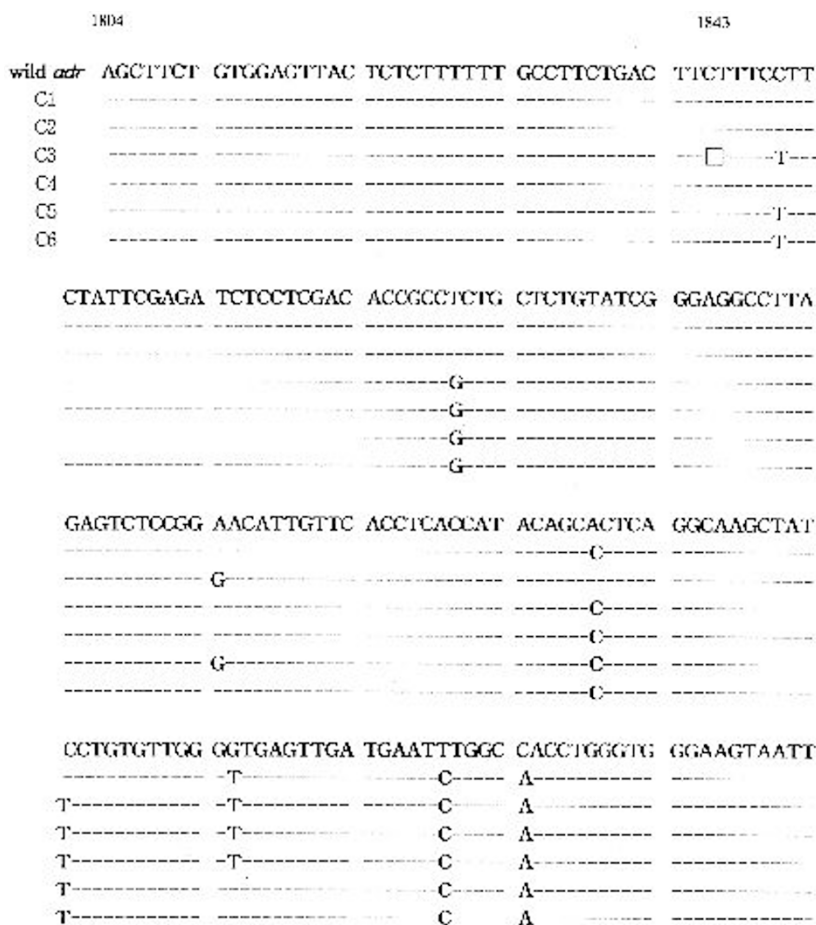 1804 1843
wild adr AGCTTCT GTGGAGTTAC TCTCTTTTTT GCCTTCTGAC TTCTTTCCTT
C1
C2
C3 T
C4
C5 T
C6 T
CTATTCGAGA TCTCCTCGAC ACCGCCTCTG CTCTGTATCG GGAGGCCTTA
G
G
G
G
GAGTCTCCGG AACATTGTTC ACCTCACCAT ACAGCACTCA GGCAAGCTAT
C
G
C
C
G C
C
CCTGTGTTGG GGTGAGTTGA TGAATTTGGC CACCTGGGTG GGAAGTAATT
T C A
T T C A
T T C A
T T C A
T C A
T C A